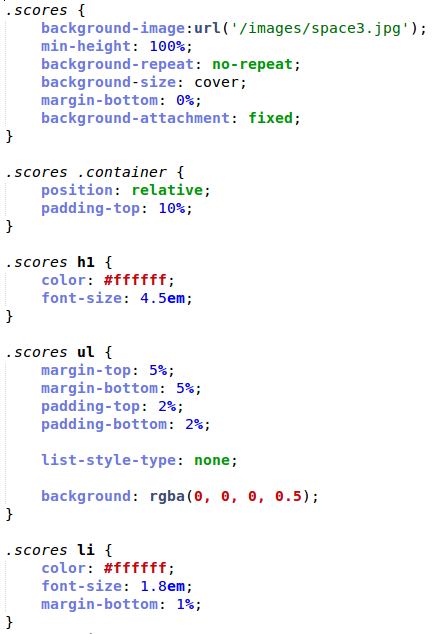 .scores {
    background-image:url('/images/space3.jpg');
    min-height: 100%;
    background-repeat: no-repeat;
    background-size: cover;
    margin-bottom: 0%;
    background-attachment: fixed;
}

.scores .container {
    position: relative;
    padding-top: 10%;
}

.scores h1 {
    color: #ffffff;
    font-size: 4.5em;
}

.scores ul {
    margin-top: 5%;
    margin-bottom: 5%;
    padding-top: 2%;
    padding-bottom: 2%;

    list-style-type: none;

    background: rgba(0, 0, 0, 0.5);
}

.scores li {
    color: #ffffff;
    font-size: 1.8em;
    margin-bottom: 1%;
}